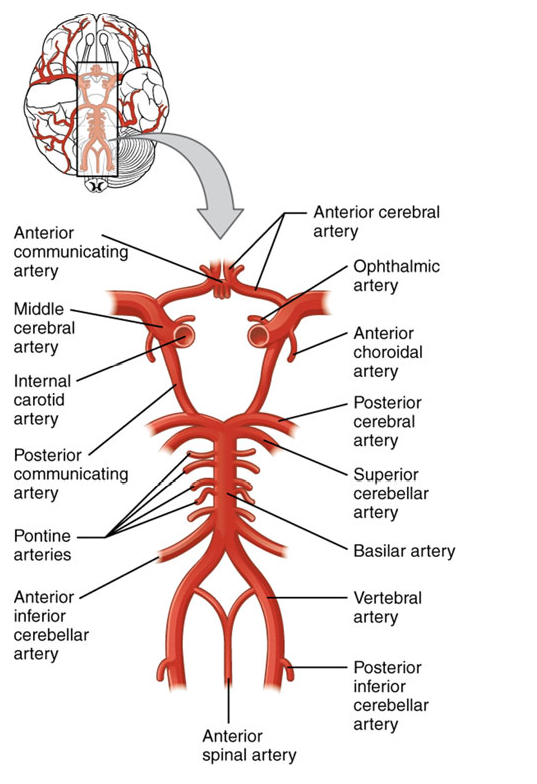 Anterior
communicating
artery
Middle
cerebral
artery
Internal
carotid
artery
Posterior
communicating
artery
Pontine
arteries
Anterior
inferior
cerebellar
artery
Anterior cerebral
artery
Ophthalmic
artery
Anterior
choroidal
artery
Posterior
cerebral
artery
Superior
cerebellar
artery
Basilar artery
Vertebral
artery
Posterior
inferior
cerebellar
artery
Anterior
spinal artery